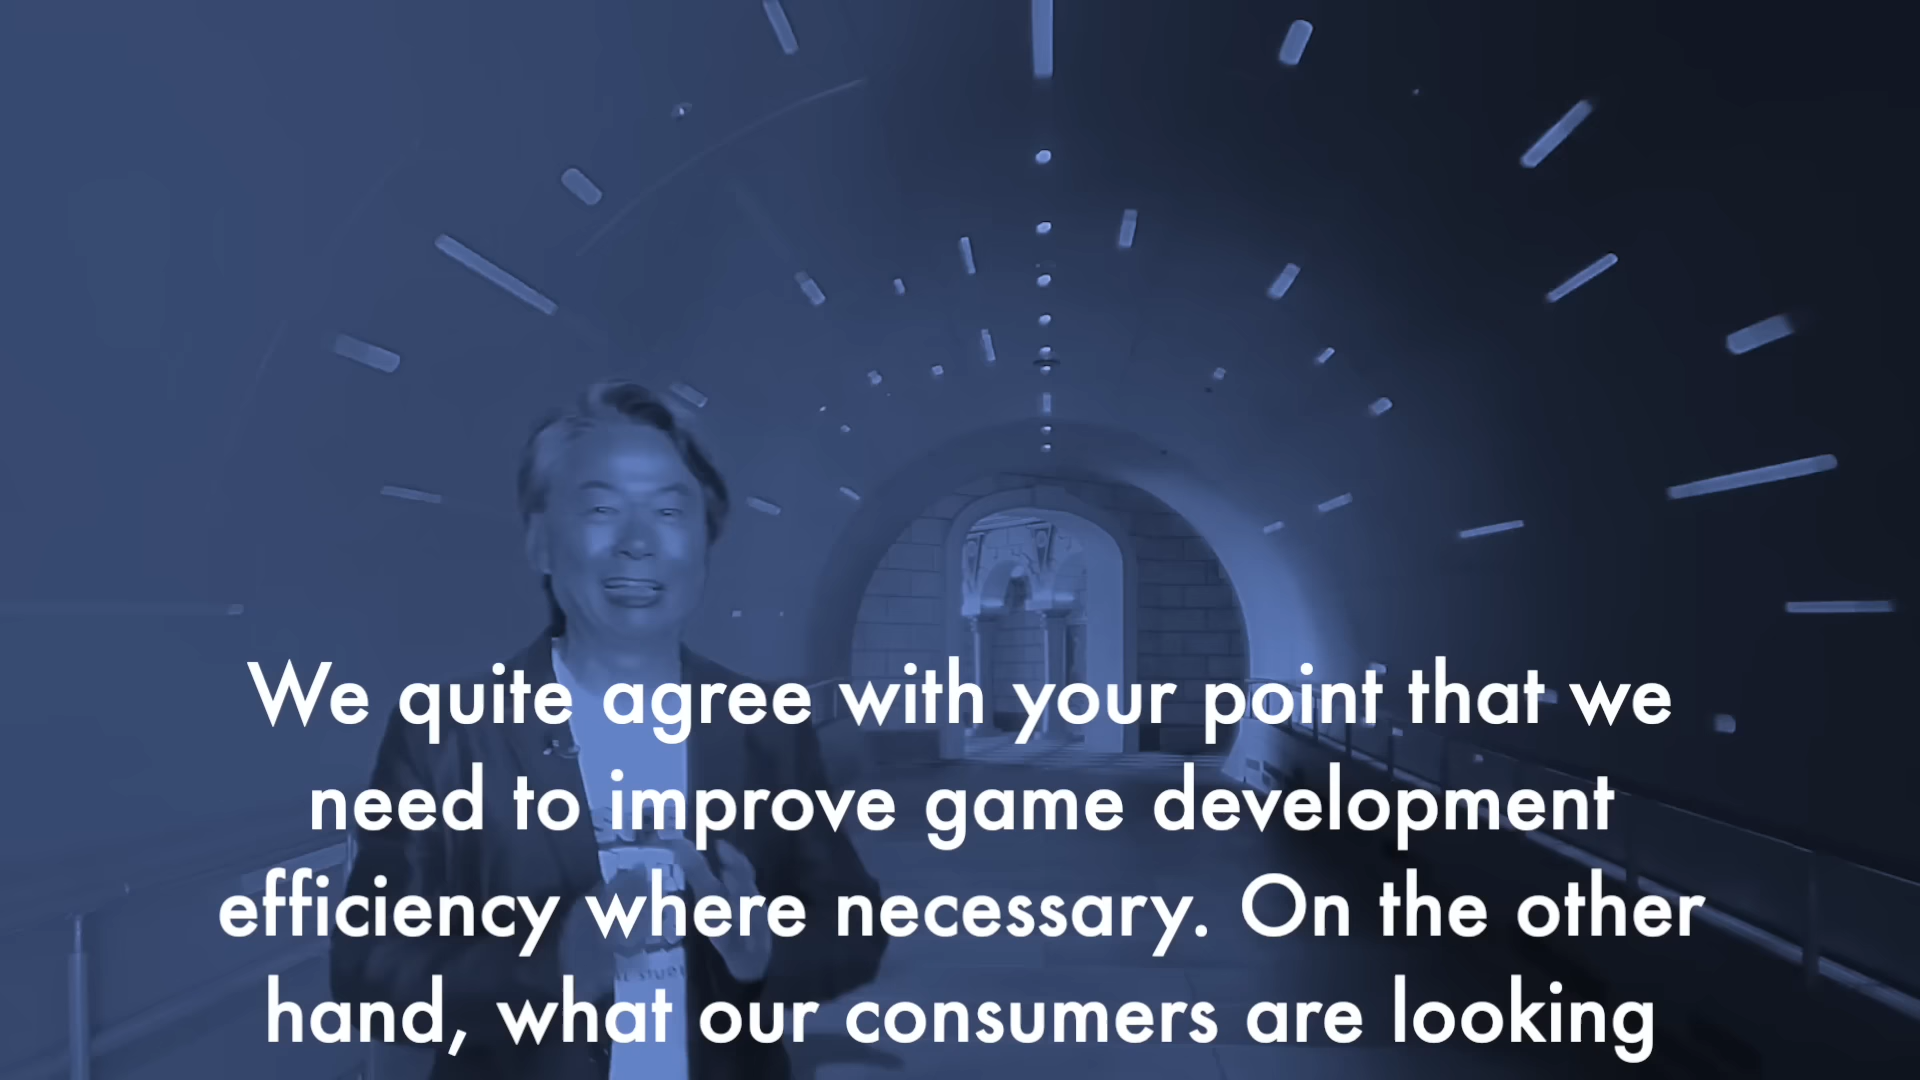 We quite agree with your point that we
need to improve game development
efficiency where necessary. On the other
hand, what our consumers are looking